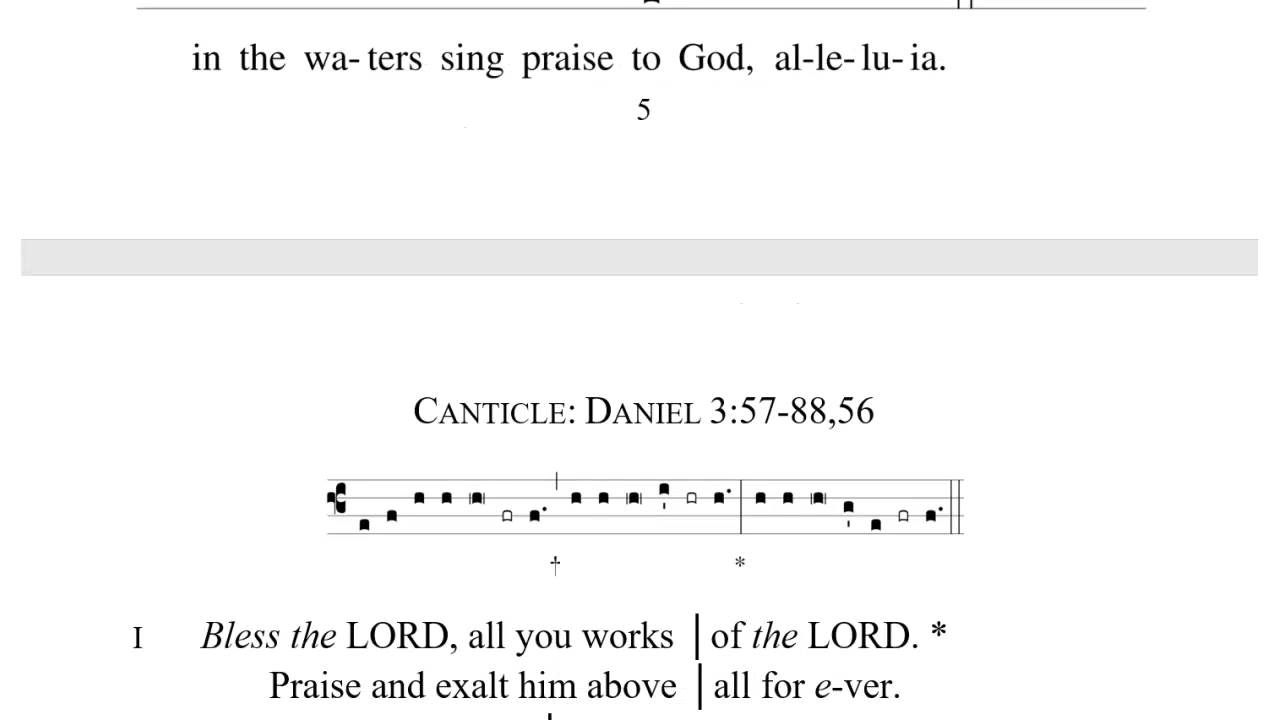 in the wa- ters sing praise to God, al-le- lu- ia.
5
CANTICLE: DANIEL 3:57-88,56
† *
I Bless the LORD, all you works | of the LORD. *
Praise and exalt him above | all for e-ver.